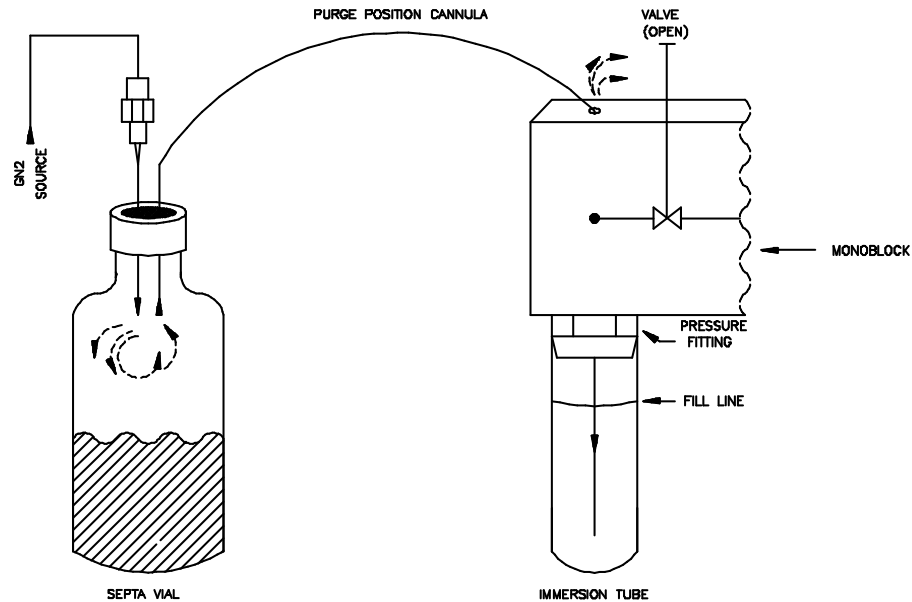 PURGE POSITION CANNULA
VALVE
(OPEN)
GN2
SOURCE
MONOBLOCK
PRESSURE
FITTING
FILL LINE
SEPTA VIAL
IMMERSION TUBE